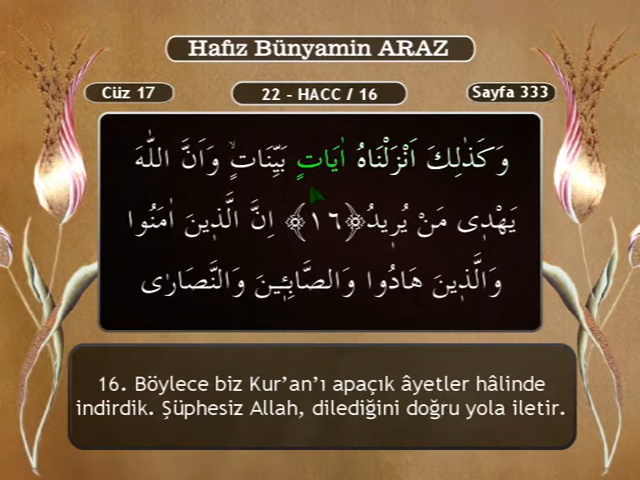 Hafız Bünyamin ARAZ
Cüz 17
22 - HACC / 16
Sayfa 333
وَكَذٰلِكَ اَنْزَلْنَاهُ اٰيَاتٍ بَيِّنَاتٍۙ وَاَنَّ اللّٰهَ
يَهْدٖى مَنْ يُرٖيدُ ﴿١٦﴾ اِنَّ الَّذٖينَ اٰمَنُوا
وَالَّذٖينَ هَادُوا وَالصَّابِـٖٔينَ وَالنَّصَارٰى
16. Böylece biz Kur’an’ı apaçık âyetler hâlinde
indirdik. Şüphesiz Allah, dilediğini doğru yola iletir.